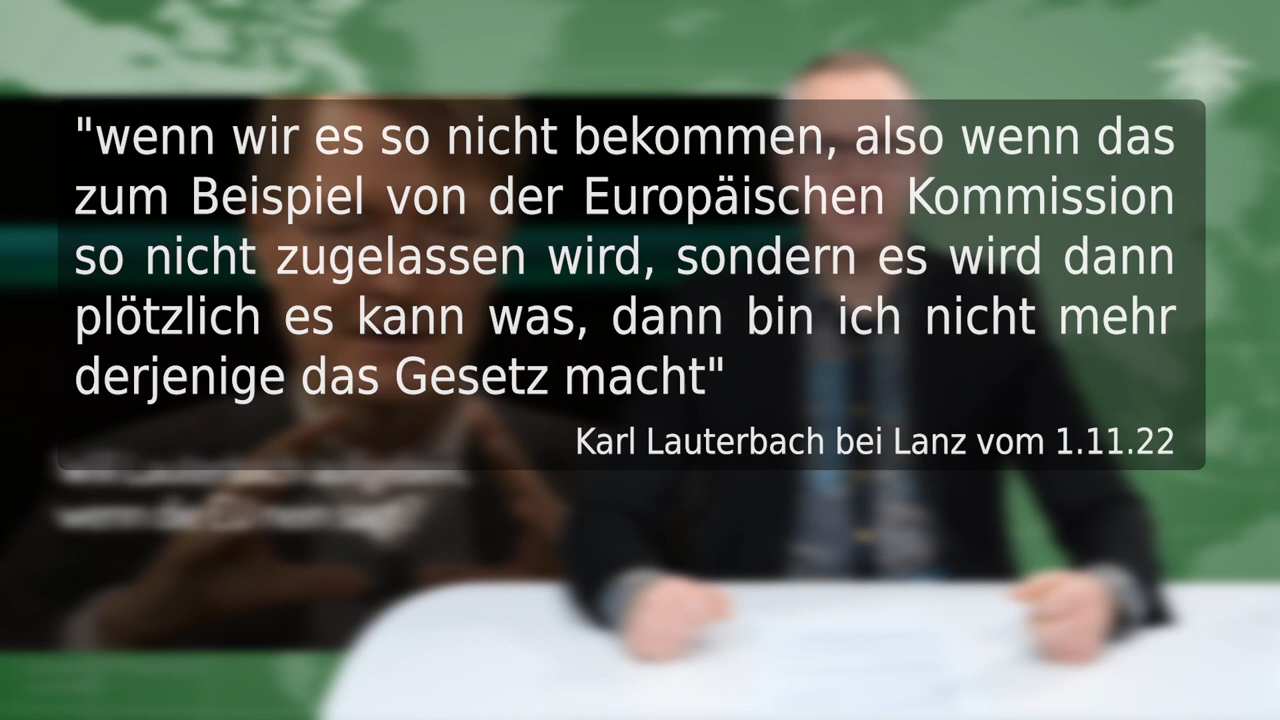 "wenn wir es so nicht bekommen, also wenn das
zum Beispiel von der Europäischen Kommission
so nicht zugelassen wird, sondern es wird dann
plötzlich es kann was, dann bin ich nicht mehr
derjenige das Gesetz macht"
Karl Lauterbach bei Lanz vom 1.11.22